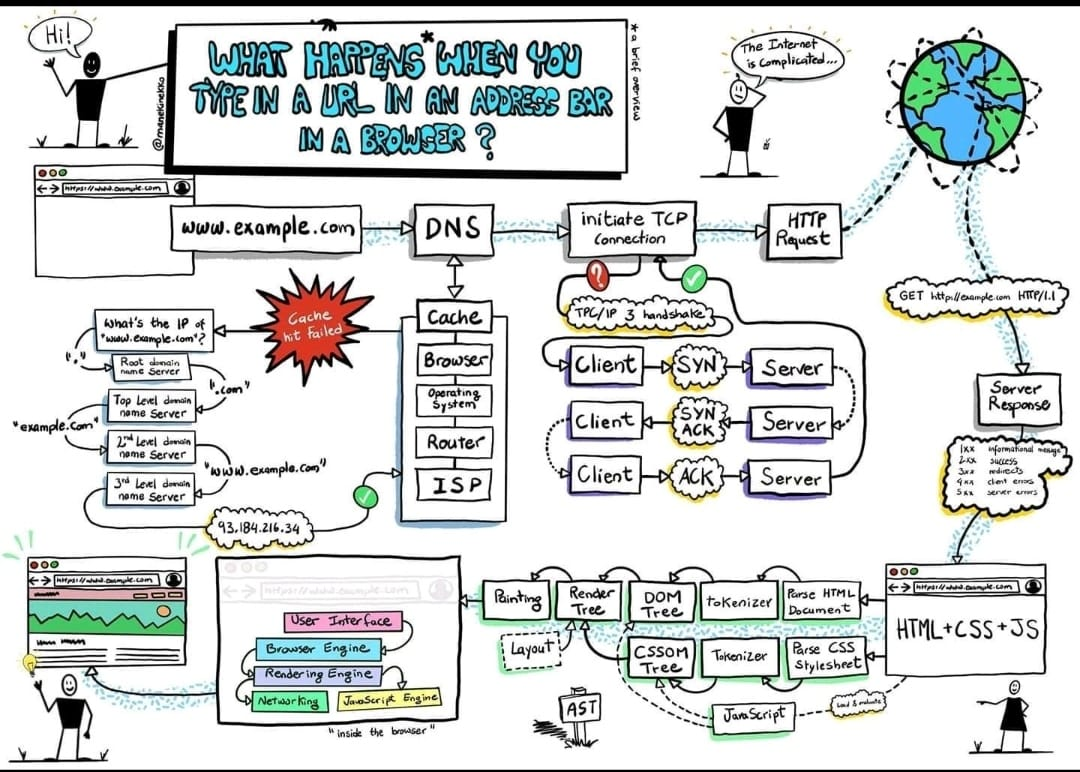 Hi!
WHAT HAPPENS* WHEN YOU
TYPE IN A URL IN AN ADDRESS BAR
IN A BROWSER ?
* a brief overview
@manekinekko
The Internet
is Complicated...
https://www.example.com
www.example.com
DNS
initiate TCP
Connection
HTTP
Request
GET http://example.com HTTP/1.1
Server
Response
1xx informational message
2xx success
3xx redirects
4xx client errors
5xx server errors
Cache
Browser
Operating
System
Router
ISP
Cache
hit failed
What's the IP of
"www.example.com"?
"."
Root domain
name Server
".com"
Top Level domain
name Server
"example.com"
2nd Level domain
name Server
"www.example.com"
3rd Level domain
name Server
93.184.216.34
?
TPC/IP 3 handshake
Client
SYN
Server
Client
SYN
ACK
Server
Client
ACK
Server
https://www.example.com
HTML+CSS+JS
Parse HTML
Document
toKenizer
DOM
Tree
Render
Tree
Painting
Layout
Parse CSS
Stylesheet
TokeniZer
CSSOM
Tree
JavaScript
Load & evaluate
AST
https://www.example.com
User Interface
Browser Engine
Rendering Engine
Networking
JavaScript Engine
"inside the browser"
https://www.example.com